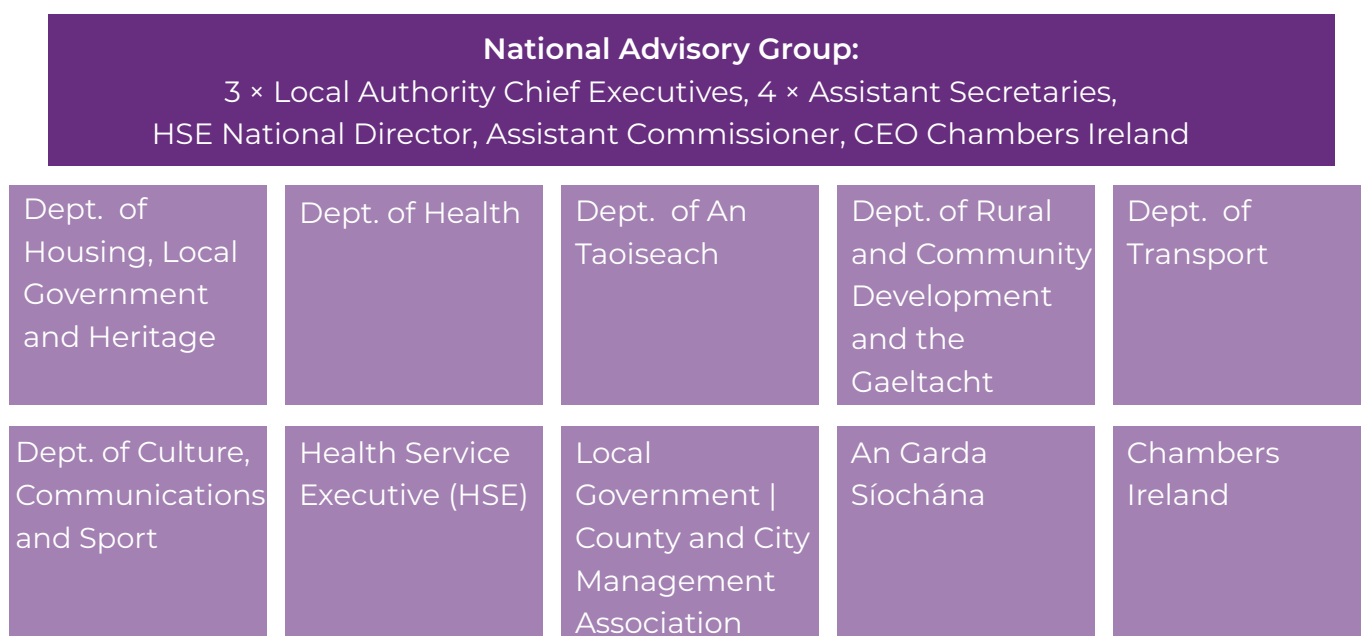 National Advisory Group:
3 × Local Authority Chief Executives, 4 × Assistant Secretaries,
HSE National Director, Assistant Commissioner, CEO Chambers Ireland
Dept. of
Housing, Local
Government
and Heritage
Dept. of Health
Dept. of An
Taoiseach
Dept. of Rural
and Community
Development
and the
Gaeltacht
Dept. of
Transport
Dept. of Culture,
Communications
and Sport
Health Service
Executive (HSE)
Local
Government |
County and City
Management
Association
An Garda
Síochána
Chambers
Ireland